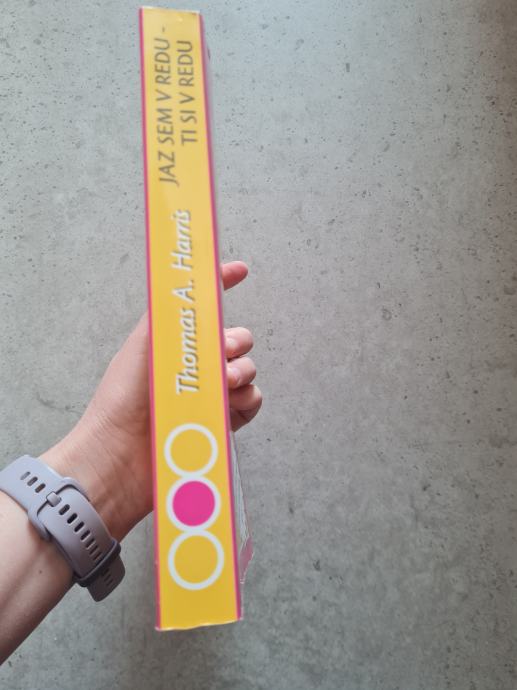 JAZ SEM V REDU -
TI SI V REDU
Thomas A. Harris